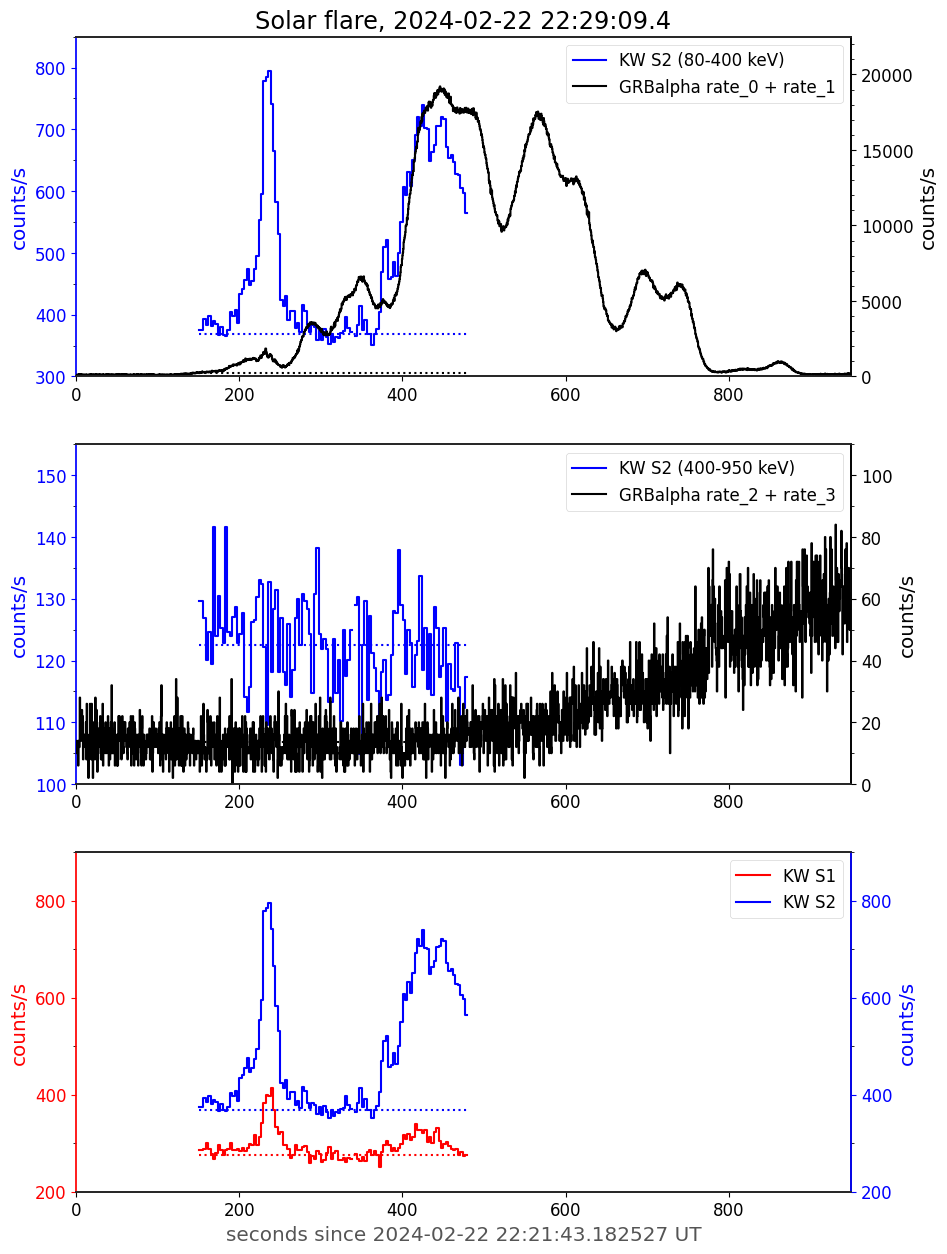 Solar flare, 2024-02-22 22:29:09.4
KW S2 (80-400 keV)
GRBalpha rate_0 + rate_1
800
700
600
500
400
300
counts/s
20000
15000
10000
5000
0
counts/s
0 200 400 600 800
KW S2 (400-950 keV)
GRBalpha rate_2 + rate_3
150
140
130
120
110
100
counts/s
100
80
60
40
20
0
counts/s
0 200 400 600 800
KW S1
KW S2
800
600
400
200
counts/s
800
600
400
200
counts/s
0 200 400 600 800
seconds since 2024-02-22 22:21:43.182527 UT